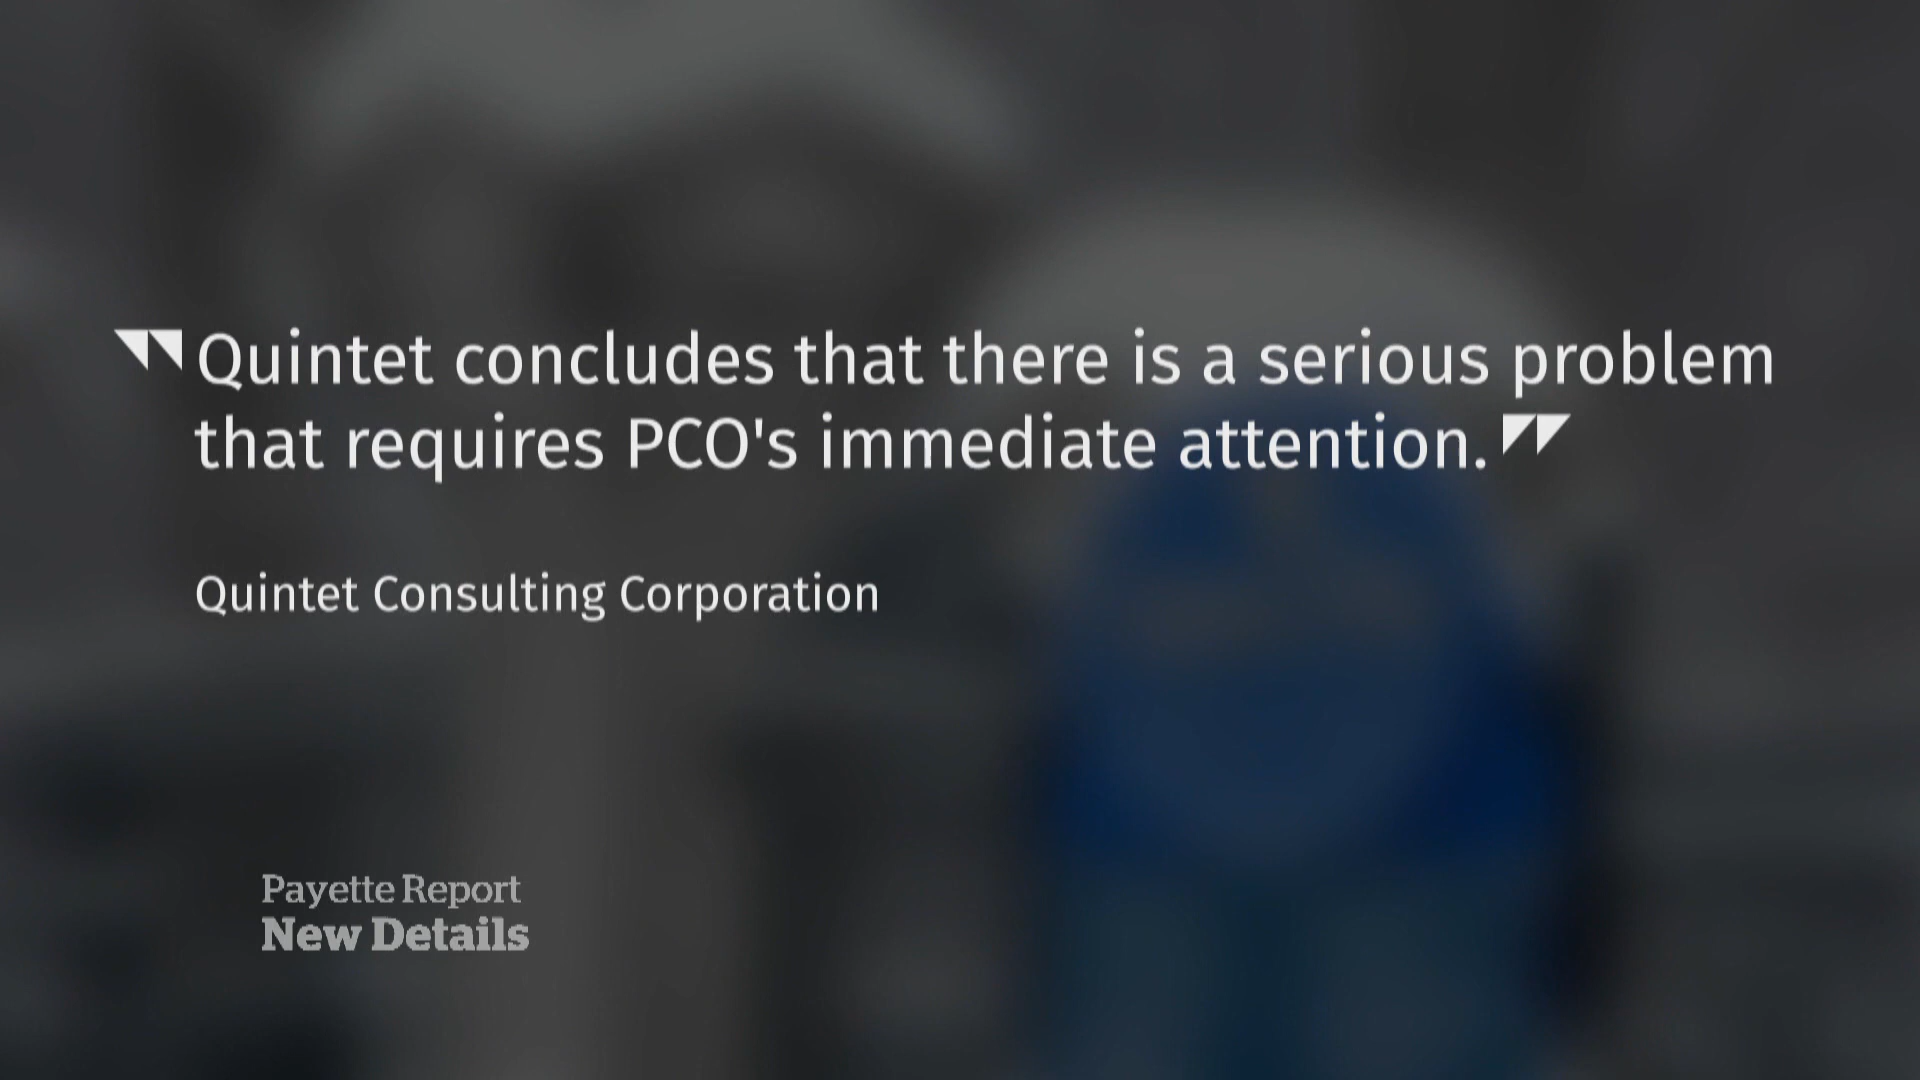 "Quintet concludes that there is a serious problem
that requires PCO's immediate attention."
Quintet Consulting Corporation
Payette Report
New Details